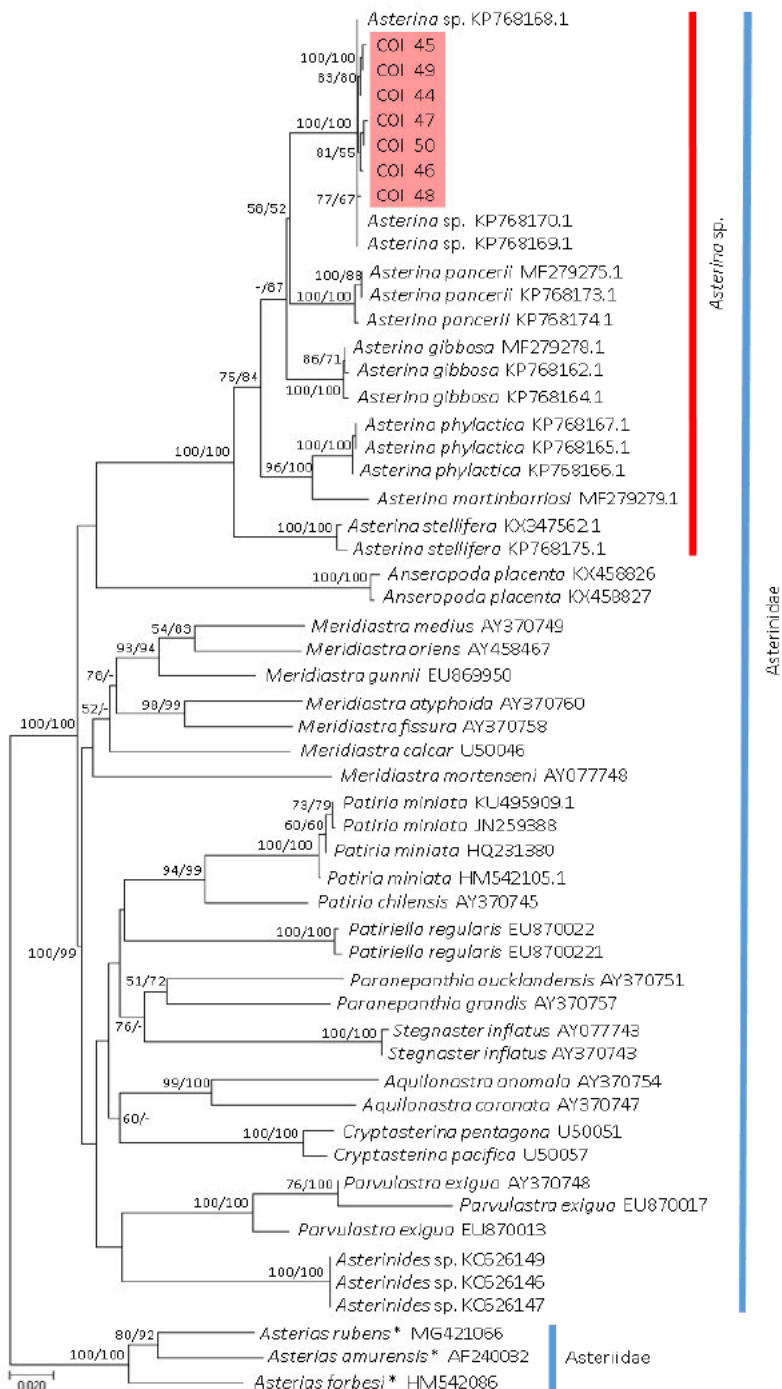 Asterina sp. KP768168.1
100/100
COI 45
83/80
COI 49
COI 44
100/100
COI 47
COI 50
81/55
COI 46
77/67
COI 48
58/52
Asterina sp. KP768170.1
Asterina sp. KP768169.1
100/88
Asterina pancerii MF279275.1
-/87
Asterina pancerii KP768173.1
100/100
Asterina pancerii KP768174.1
Asterina gibbosa MF279278.1
86/71
Asterina gibbosa KP768162.1
75/84
100/100
Asterina gibbosa KP768164.1
Asterina phylactica KP768167.1
100/100
Asterina phylactica KP768165.1
100/100
96/100
Asterina phylactica KP768166.1
Asterina martinbarriosi MF279279.1
Asterina stellifera KX347562.1
100/100
Asterina stellifera KP768175.1
Asterina sp.
100/100
Anseropoda placenta KX458826
Anseropoda placenta KX458827
54/83
Meridiastra medius AY370749
93/94
Meridiastra oriens AY458467
76/-
Meridiastra gunnii EU869950
Meridiastra atyphoida AY370760
52/-
98/99
Meridiastra fissura AY370758
100/100
Meridiastra calcar U50046
Meridiastra mortenseni AY077748
73/79
Patiria miniata KU495909.1
60/60
Patiria miniata JN259388
100/100
Patiria miniata HQ231380
94/99
Patiria miniata HM542105.1
Patiria chilensis AY370745
100/100
Patiriella regularis EU870022
100/99
Patiriella regularis EU8700221
51/72
Paranepanthia aucklandensis AY370751
Paranepanthia grandis AY370757
76/-
100/100
Stegnaster inflatus AY077743
Stegnaster inflatus AY370743
99/100
Aquilonastra anomala AY370754
Aquilonastra coronata AY370747
60/-
100/100
Cryptasterina pentagona U50051
Cryptasterina pacifica U50057
76/100
Parvulastra exigua AY370748
100/100
Parvulastra exigua EU870017
Parvulastra exigua EU870013
Asterinides sp. KC626149
100/100
Asterinides sp. KC626146
Asterinides sp. KC626147
Asterinidae
80/92
Asterias rubens* MG421066
100/100
Asterias amurensis* AF240032
Asteriidae
Asterias forbesi* HM542086
0.020